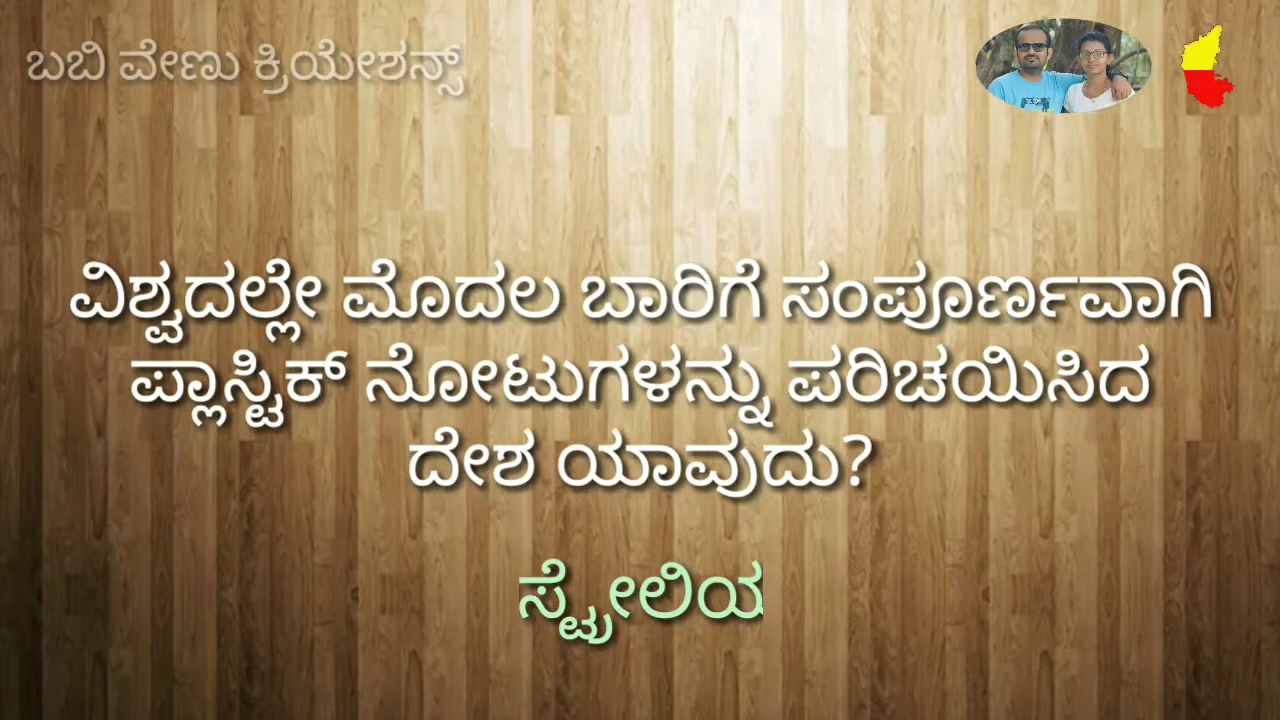 ಬಬಿ ವೇಣು ಕ್ರಿಯೇಶನ್ಸ್
ವಿಶ್ವದಲ್ಲೇ ಮೊದಲ ಬಾರಿಗೆ ಸಂಪೂರ್ಣವಾಗಿ
ಪ್ಲಾಸ್ಟಿಕ್ ನೋಟುಗಳನ್ನು ಪರಿಚಯಿಸಿದ
ದೇಶ ಯಾವುದು?
ಸ್ಟ್ರೇಲಿಯ